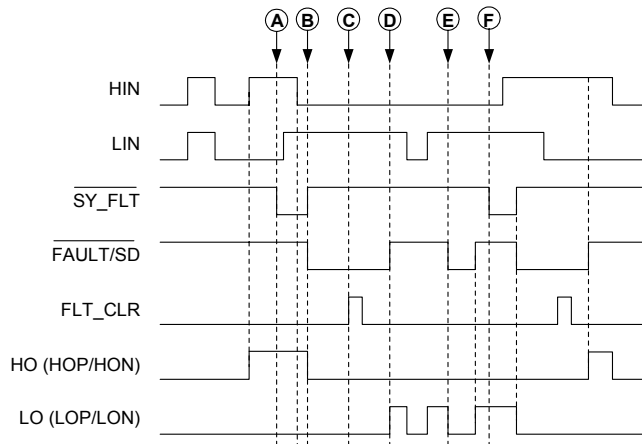 A B C D E F
HIN
LIN
SY_FLT
FAULT/SD
FLT_CLR
HO (HOP/HON)
LO (LOP/LON)